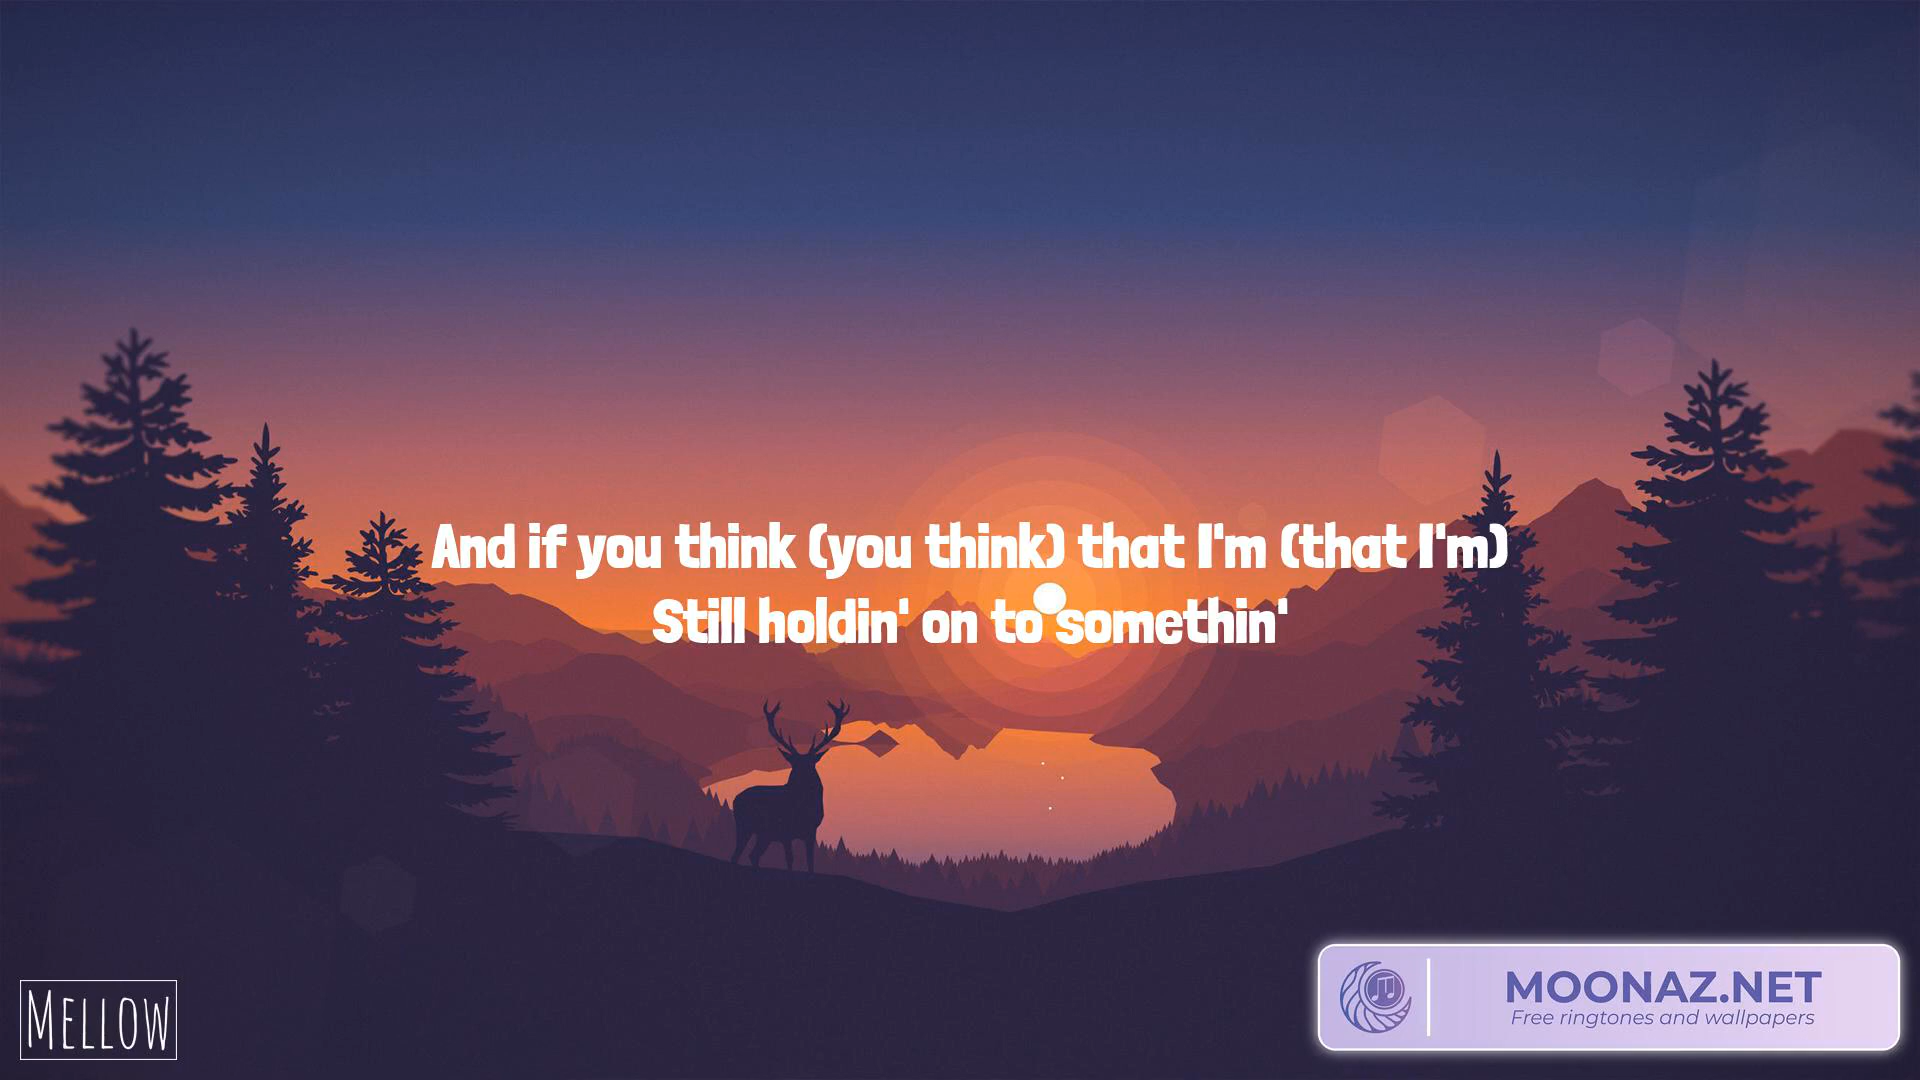 And if you think (you think) that I'm (that I'm)
Still holdin' on to somethin'
MELLOW
MOONAZ.NET
Free ringtones and wallpapers